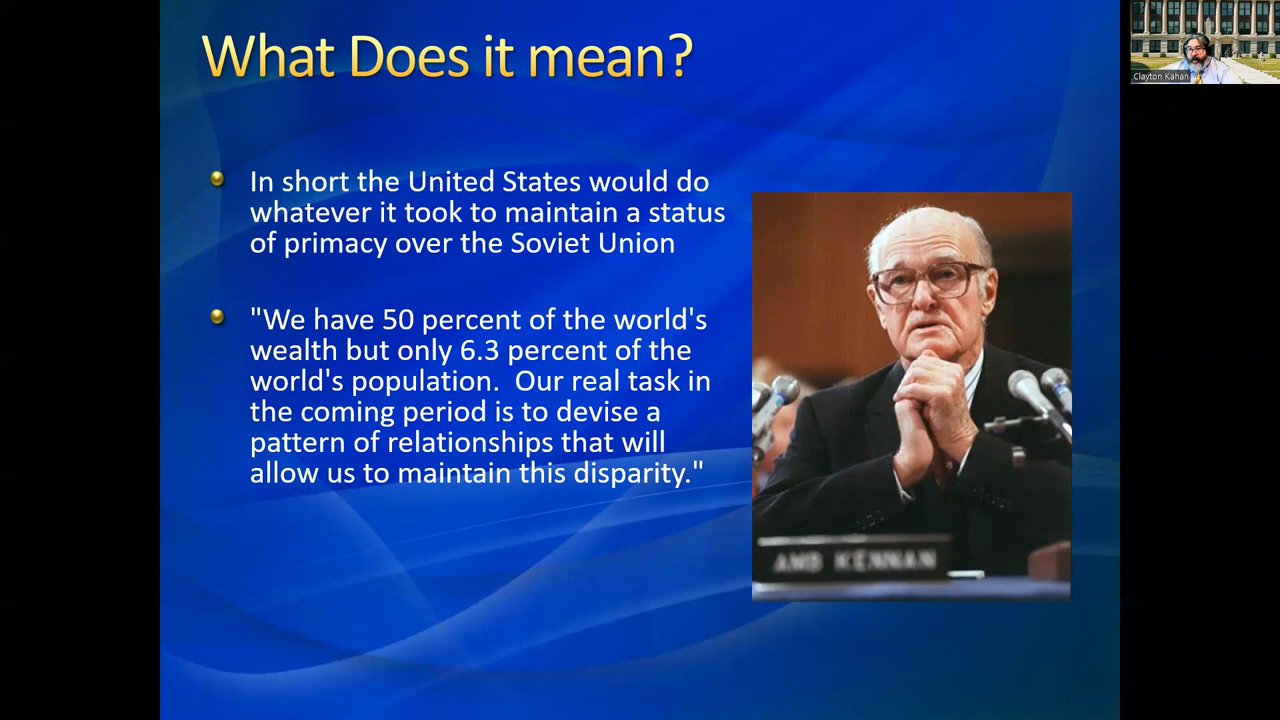 What Does it mean?
In short the United States would do
whatever it took to maintain a status
of primacy over the Soviet Union
"We have 50 percent of the world's
wealth but only 6.3 percent of the
world's population.  Our real task in
the coming period is to devise a
pattern of relationships that will
allow us to maintain this disparity."
AMB KENNAN
Clayton Kahan